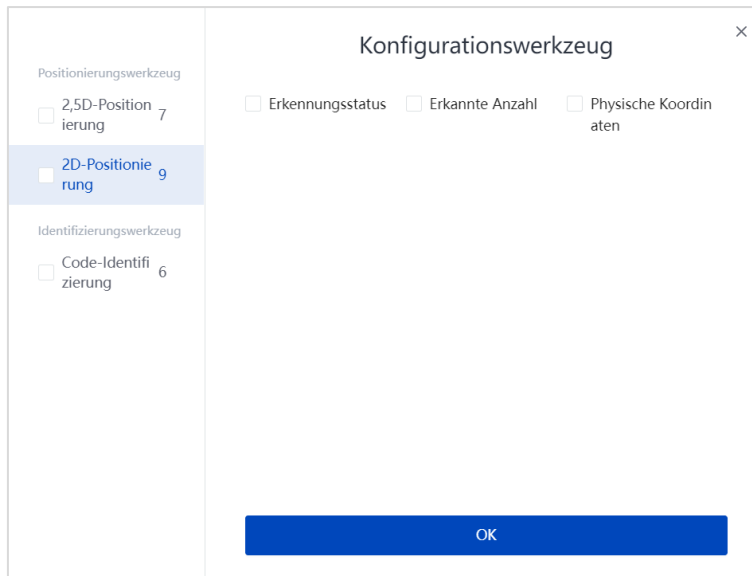 Konfigurationswerkzeug
Positionierungswerkzeug
2,5D-Position
ierung
7
2D-Positionie
rung
9
Identifizierungswerkzeug
Code-Identifi
zierung
6
Erkennungsstatus
Erkannte Anzahl
Physische Koordin
aten
OK